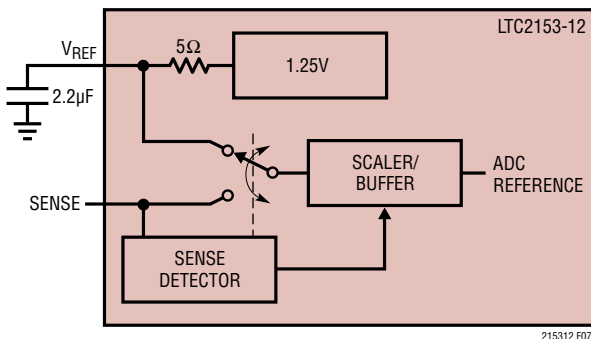 LTC2153-12
VREF
5Ω
1.25V
2.2µF
SCALER/
BUFFER
ADC
REFERENCE
SENSE
SENSE
DETECTOR
215312 F07